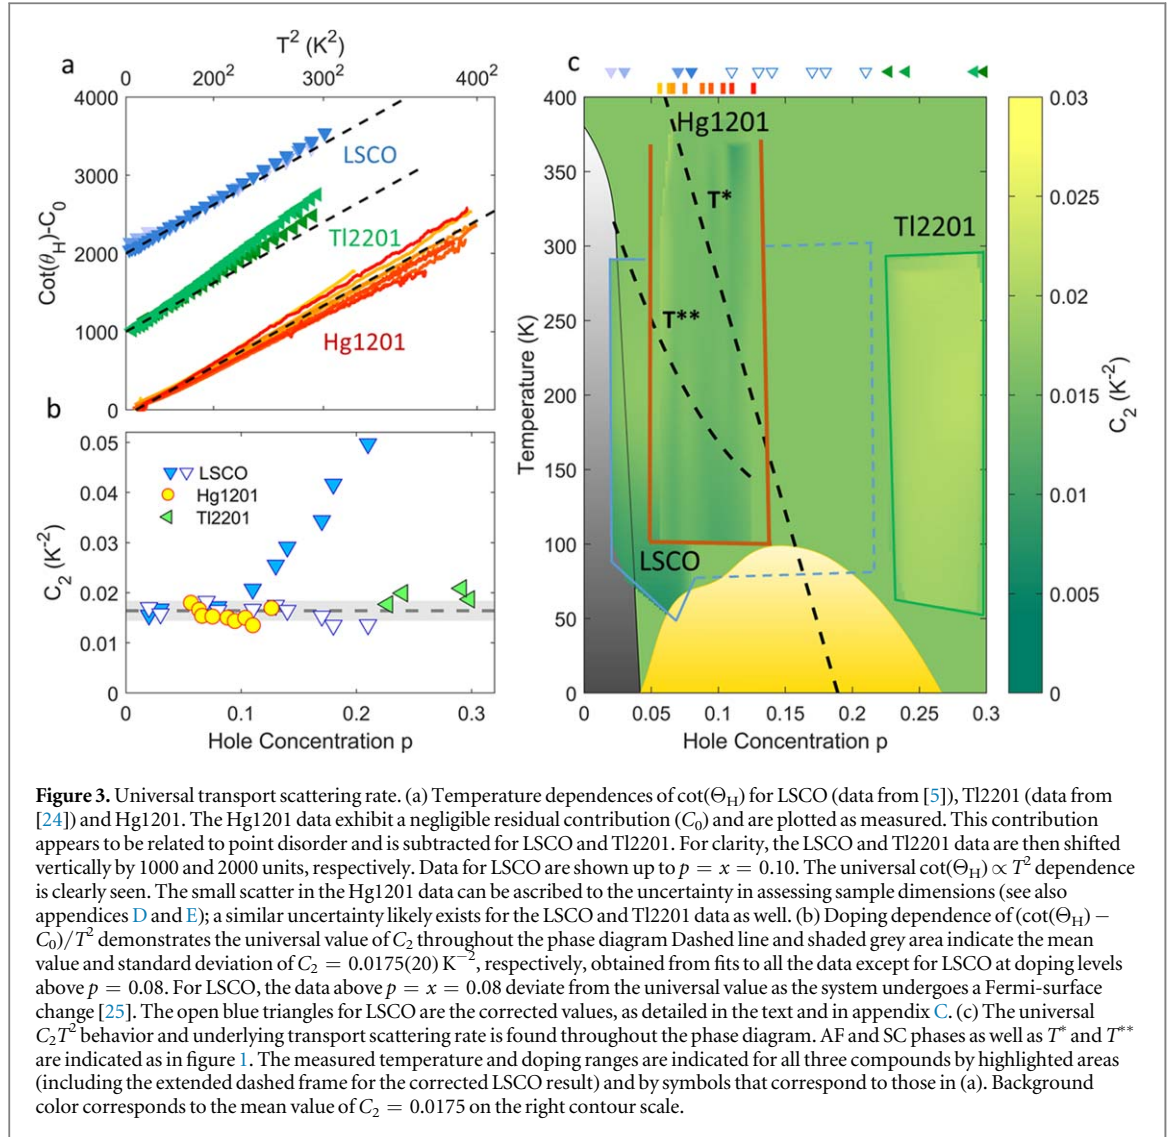 a
T² (K²)
0 200² 300² 400²
4000
3000
2000
1000
0
Cot(θH)-C0
LSCO
Tl2201
Hg1201
b
0.05
0.04
0.03
0.02
0.01
0
C2 (K⁻²)
LSCO
Hg1201
Tl2201
0 0.1 0.2 0.3
Hole Concentration p
c
400
350
300
250
200
150
100
50
0
Temperature (K)
Hg1201
T*
Tl2201
T**
LSCO
0 0.05 0.1 0.15 0.2 0.25 0.3
Hole Concentration p
0.03
0.025
0.02
0.015
0.01
0.005
0
C2 (K⁻²)
Figure 3. Universal transport scattering rate. (a) Temperature dependences of cot(ΘH) for LSCO (data from [5]), Tl2201 (data from
[24]) and Hg1201. The Hg1201 data exhibit a negligible residual contribution (C0) and are plotted as measured. This contribution
appears to be related to point disorder and is subtracted for LSCO and Tl2201. For clarity, the LSCO and Tl2201 data are then shifted
vertically by 1000 and 2000 units, respectively. Data for LSCO are shown up to p = x = 0.10. The universal cot(ΘH) ∝ T² dependence
is clearly seen. The small scatter in the Hg1201 data can be ascribed to the uncertainty in assessing sample dimensions (see also
appendices D and E); a similar uncertainty likely exists for the LSCO and Tl2201 data as well. (b) Doping dependence of (cot(ΘH) −
C0)/T² demonstrates the universal value of C2 throughout the phase diagram Dashed line and shaded grey area indicate the mean
value and standard deviation of C2 = 0.0175(20) K⁻², respectively, obtained from fits to all the data except for LSCO at doping levels
above p = 0.08. For LSCO, the data above p = x = 0.08 deviate from the universal value as the system undergoes a Fermi-surface
change [25]. The open blue triangles for LSCO are the corrected values, as detailed in the text and in appendix C. (c) The universal
C2T² behavior and underlying transport scattering rate is found throughout the phase diagram. AF and SC phases as well as T* and T**
are indicated as in figure 1. The measured temperature and doping ranges are indicated for all three compounds by highlighted areas
(including the extended dashed frame for the corrected LSCO result) and by symbols that correspond to those in (a). Background
color corresponds to the mean value of C2 = 0.0175 on the right contour scale.